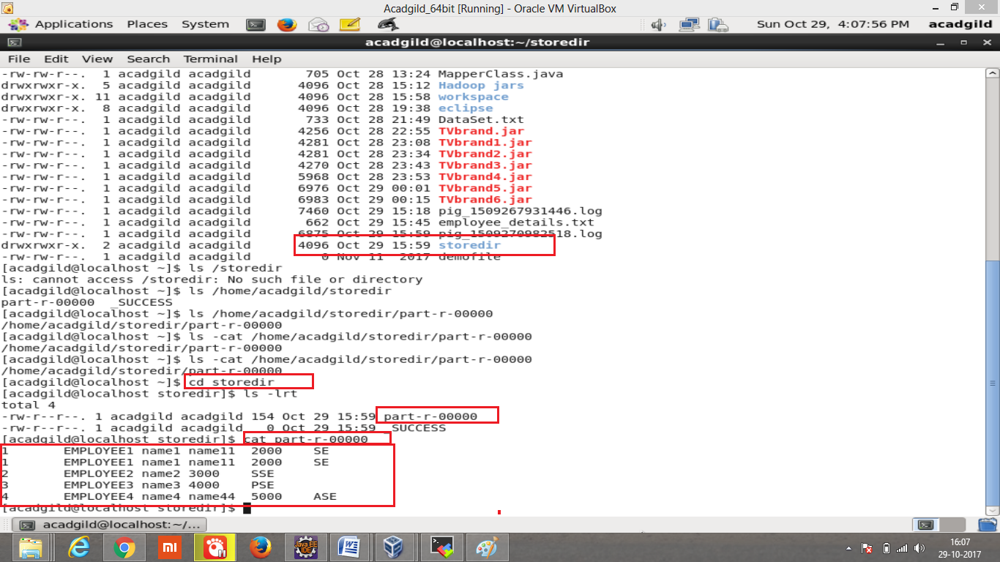 Acadgild_64bit [Running] - Oracle VM VirtualBox
Applications Places System Sun Oct 29, 4:07:56 PM acadgild
acadgild@localhost:~/storedir
File Edit View Search Terminal Help
-rw-rw-r--. 1 acadgild acadgild 705 Oct 28 13:24 MapperClass.java
drwxrwxr-x. 5 acadgild acadgild 4096 Oct 28 15:12 Hadoop jars
drwxrwxr-x. 11 acadgild acadgild 4096 Oct 28 15:58 workspace
drwxrwxr-x. 8 acadgild acadgild 4096 Oct 28 19:38 eclipse
-rw-rw-r--. 1 acadgild acadgild 733 Oct 28 21:49 DataSet.txt
-rw-rw-r--. 1 acadgild acadgild 4256 Oct 28 22:55 TVbrand.jar
-rw-rw-r--. 1 acadgild acadgild 4281 Oct 28 23:08 TVbrand1.jar
-rw-rw-r--. 1 acadgild acadgild 4281 Oct 28 23:34 TVbrand2.jar
-rw-rw-r--. 1 acadgild acadgild 4270 Oct 28 23:43 TVbrand3.jar
-rw-rw-r--. 1 acadgild acadgild 5968 Oct 28 23:53 TVbrand4.jar
-rw-rw-r--. 1 acadgild acadgild 6976 Oct 29 00:01 TVbrand5.jar
-rw-rw-r--. 1 acadgild acadgild 6983 Oct 29 00:15 TVbrand6.jar
-rw-rw-r--. 1 acadgild acadgild 7460 Oct 29 15:18 pig_1509267931446.log
-rw-rw-r--. 1 acadgild acadgild 662 Oct 29 15:45 employee_details.txt
-rw-rw-r--. 1 acadgild acadgild 6875 Oct 29 15:59 pig_1509270982518.log
drwxrwxr-x. 2 acadgild acadgild 4096 Oct 29 15:59 storedir
-rw-rw-r--. 1 acadgild acadgild 0 Nov 11 2017 demofile
[acadgild@localhost ~]$ ls /storedir
ls: cannot access /storedir: No such file or directory
[acadgild@localhost ~]$ ls /home/acadgild/storedir
part-r-00000 _SUCCESS
[acadgild@localhost ~]$ ls /home/acadgild/storedir/part-r-00000
/home/acadgild/storedir/part-r-00000
[acadgild@localhost ~]$ ls -cat /home/acadgild/storedir/part-r-00000
/home/acadgild/storedir/part-r-00000
[acadgild@localhost ~]$ ls -cat /home/acadgild/storedir/part-r-00000
/home/acadgild/storedir/part-r-00000
[acadgild@localhost ~]$ cd storedir
[acadgild@localhost storedir]$ ls -lrt
total 4
-rw-r--r--. 1 acadgild acadgild 154 Oct 29 15:59 part-r-00000
-rw-r--r--. 1 acadgild acadgild 0 Oct 29 15:59 _SUCCESS
[acadgild@localhost storedir]$ cat part-r-00000
1 EMPLOYEE1 name1 name11 2000 SE
1 EMPLOYEE1 name1 name11 2000 SE
2 EMPLOYEE2 name2 3000 SSE
3 EMPLOYEE3 name3 4000 PSE
4 EMPLOYEE4 name4 name44 5000 ASE
[acadgild@localhost storedir]$
acadgild@localhost:~/...
mi
Java EE
IDE
16:07
29-10-2017